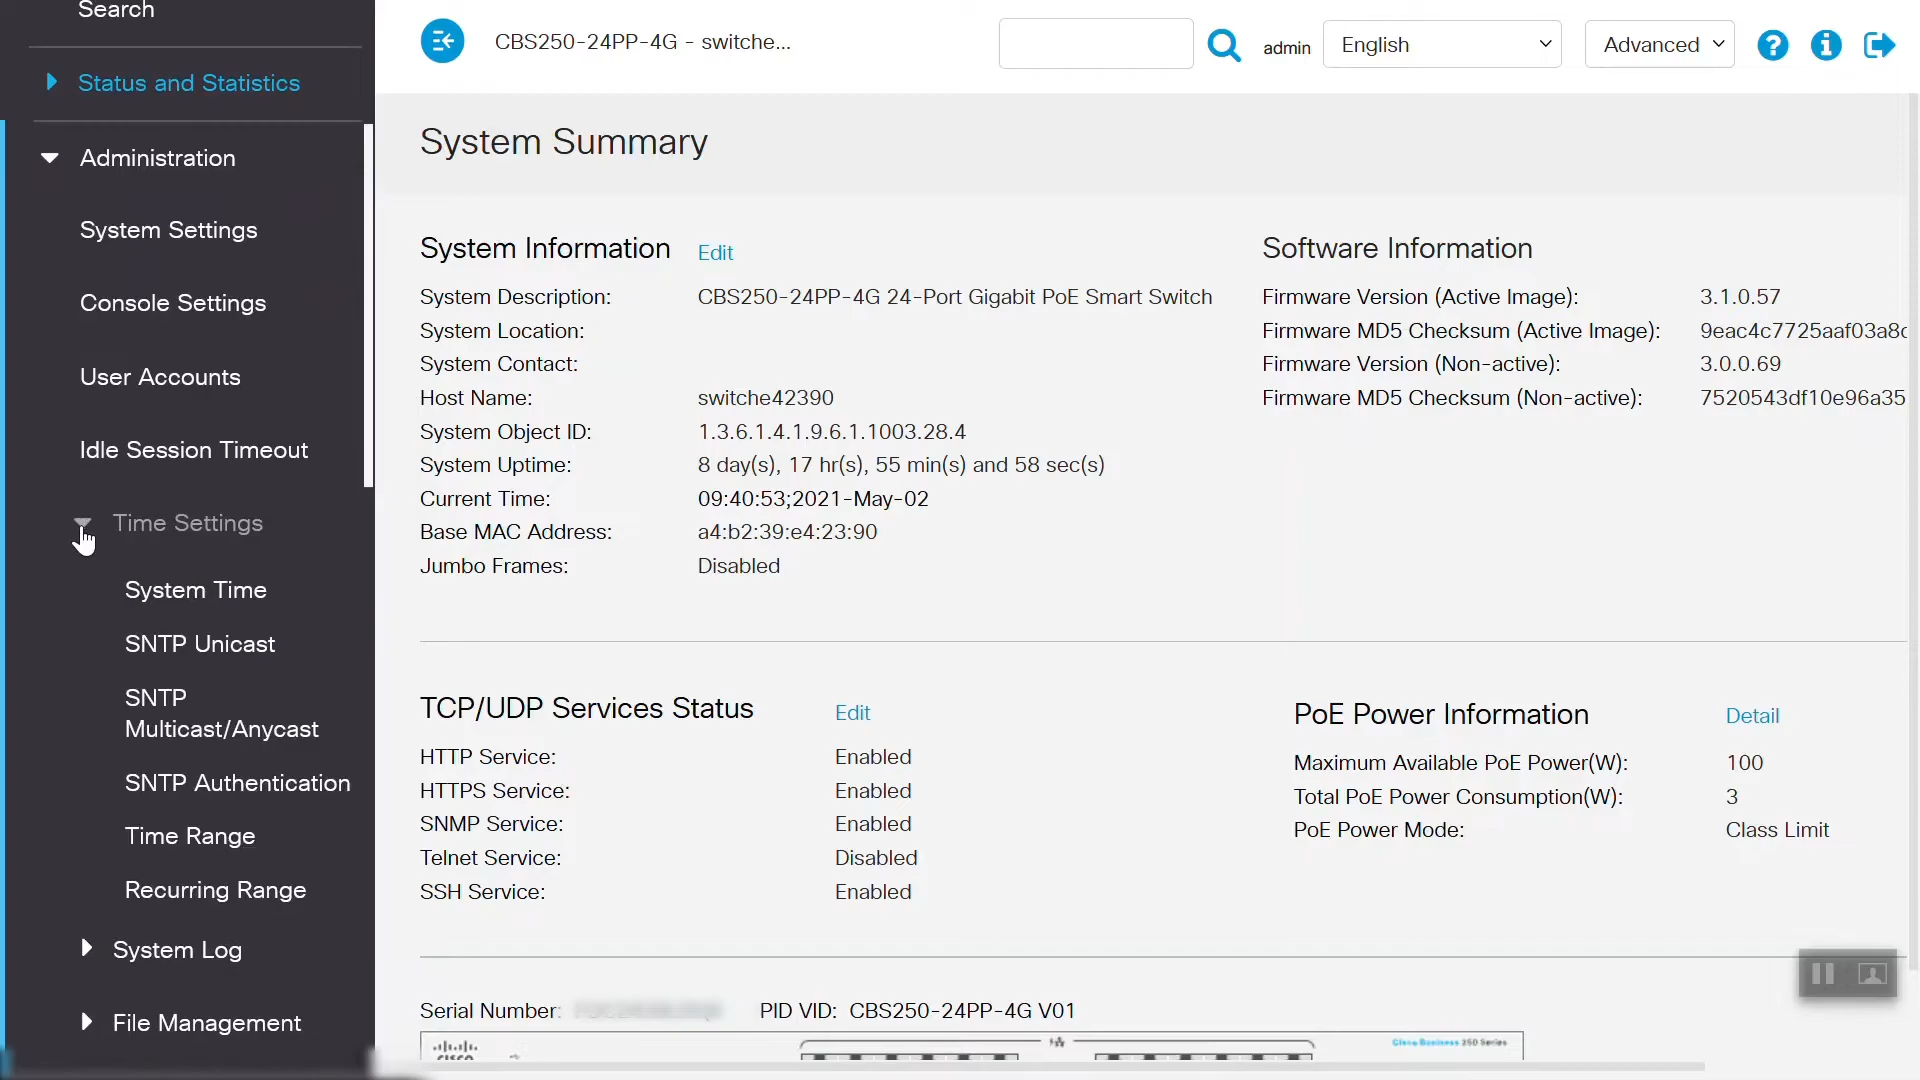 Search
Status and Statistics
Administration
System Settings
Console Settings
User Accounts
Idle Session Timeout
Time Settings
System Time
SNTP Unicast
SNTP
Multicast/Anycast
SNTP Authentication
Time Range
Recurring Range
System Log
File Management
CBS250-24PP-4G - switche...
admin
English
Advanced
System Summary
System Information Edit
System Description: CBS250-24PP-4G 24-Port Gigabit PoE Smart Switch
System Location:
System Contact:
Host Name: switche42390
System Object ID: 1.3.6.1.4.1.9.6.1.1003.28.4
System Uptime: 8 day(s), 17 hr(s), 55 min(s) and 58 sec(s)
Current Time: 09:40:53;2021-May-02
Base MAC Address: a4:b2:39:e4:23:90
Jumbo Frames: Disabled
Software Information
Firmware Version (Active Image): 3.1.0.57
Firmware MD5 Checksum (Active Image): 9eac4c7725aaf03a8c
Firmware Version (Non-active): 3.0.0.69
Firmware MD5 Checksum (Non-active): 7520543df10e96a35
TCP/UDP Services Status Edit
HTTP Service: Enabled
HTTPS Service: Enabled
SNMP Service: Enabled
Telnet Service: Disabled
SSH Service: Enabled
PoE Power Information Detail
Maximum Available PoE Power(W): 100
Total PoE Power Consumption(W): 3
PoE Power Mode: Class Limit
Serial Number: PID VID: CBS250-24PP-4G V01
cisco
Cisco Business 250 Series